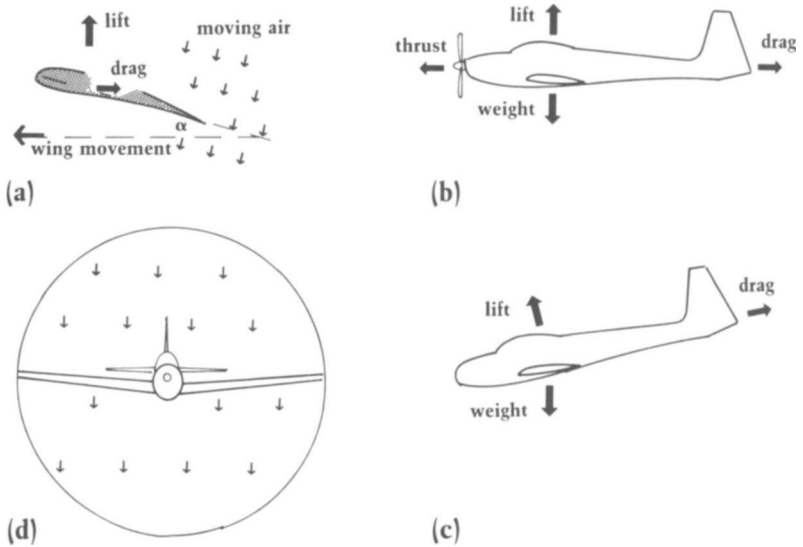 lift
moving air
drag
α
wing movement
(a)
lift
thrust
drag
weight
(b)
(d)
lift
drag
weight
(c)